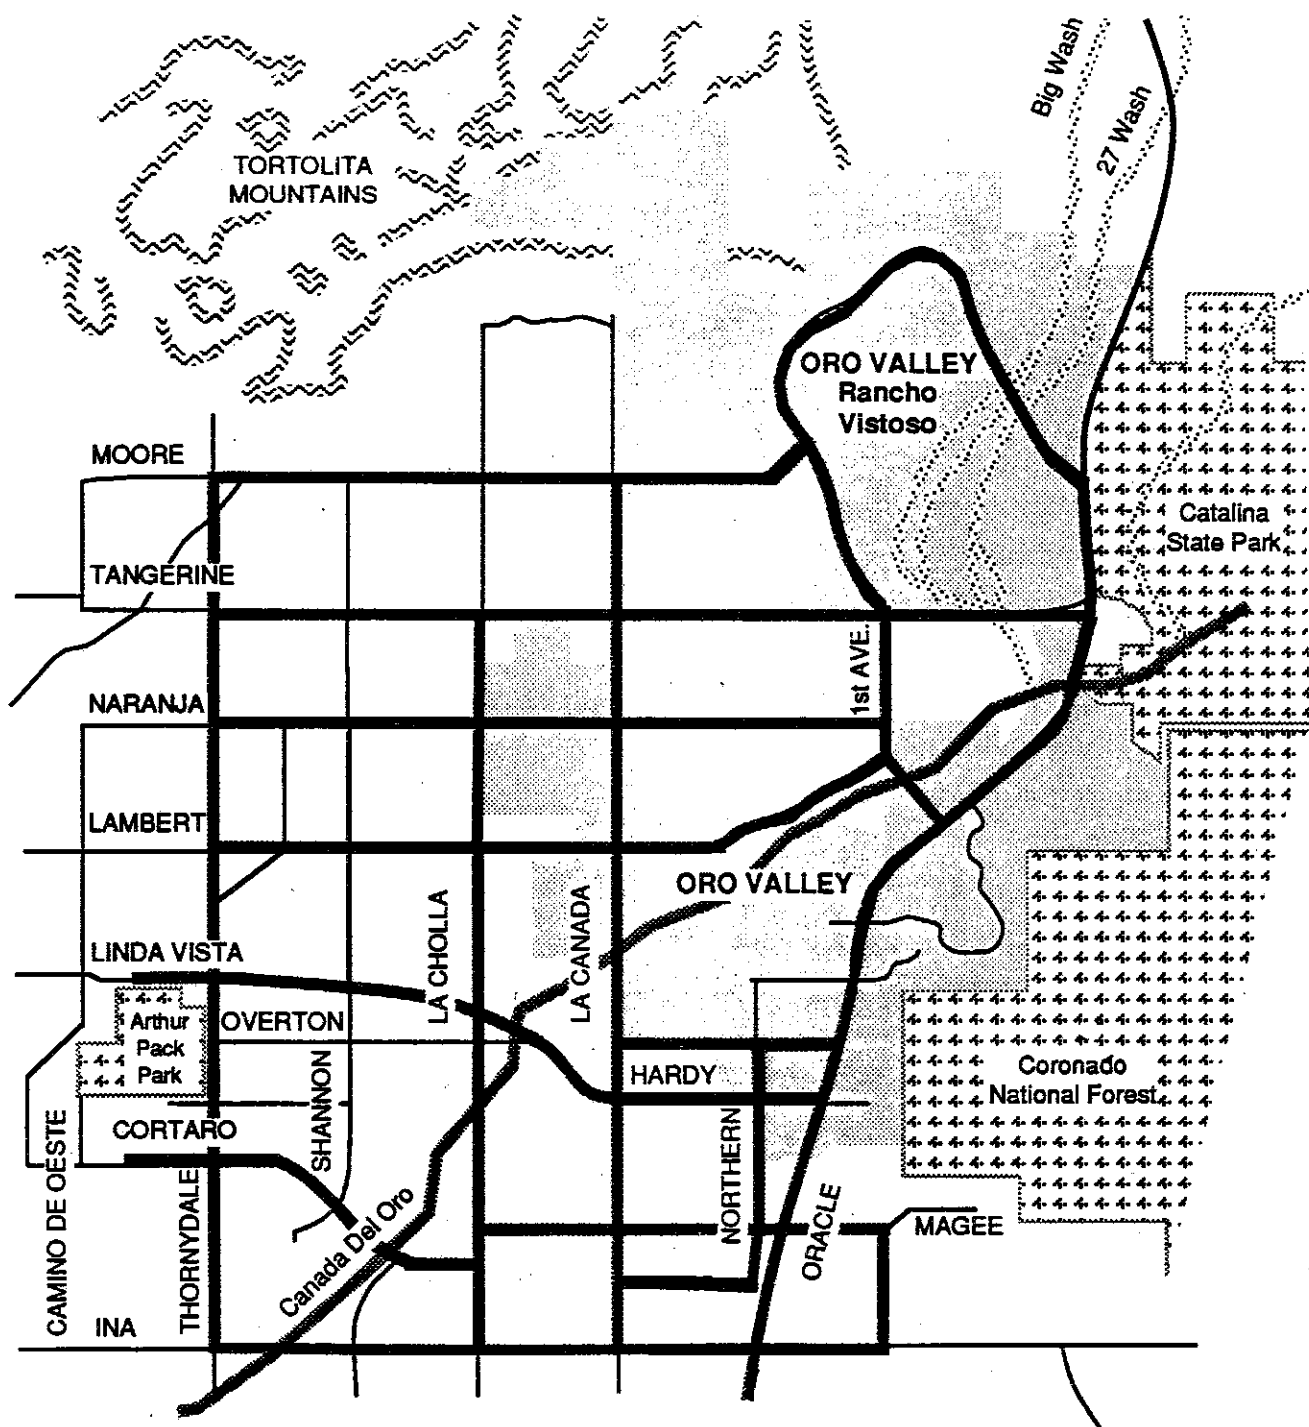 Big Wash
27 Wash
TORTOLITA
MOUNTAINS
ORO VALLEY
Rancho
Vistoso
MOORE
Catalina
State Park
TANGERINE
1st AVE.
NARANJA
LAMBERT
ORO VALLEY
LA CHOLLA
LA CANADA
LINDA VISTA
Arthur
Pack
Park
OVERTON
HARDY
Coronado
National Forest
SHANNON
CORTARO
NORTHERN
CAMINO DE OESTE
THORNYDALE
Canada Del Oro
ORACLE
MAGEE
INA